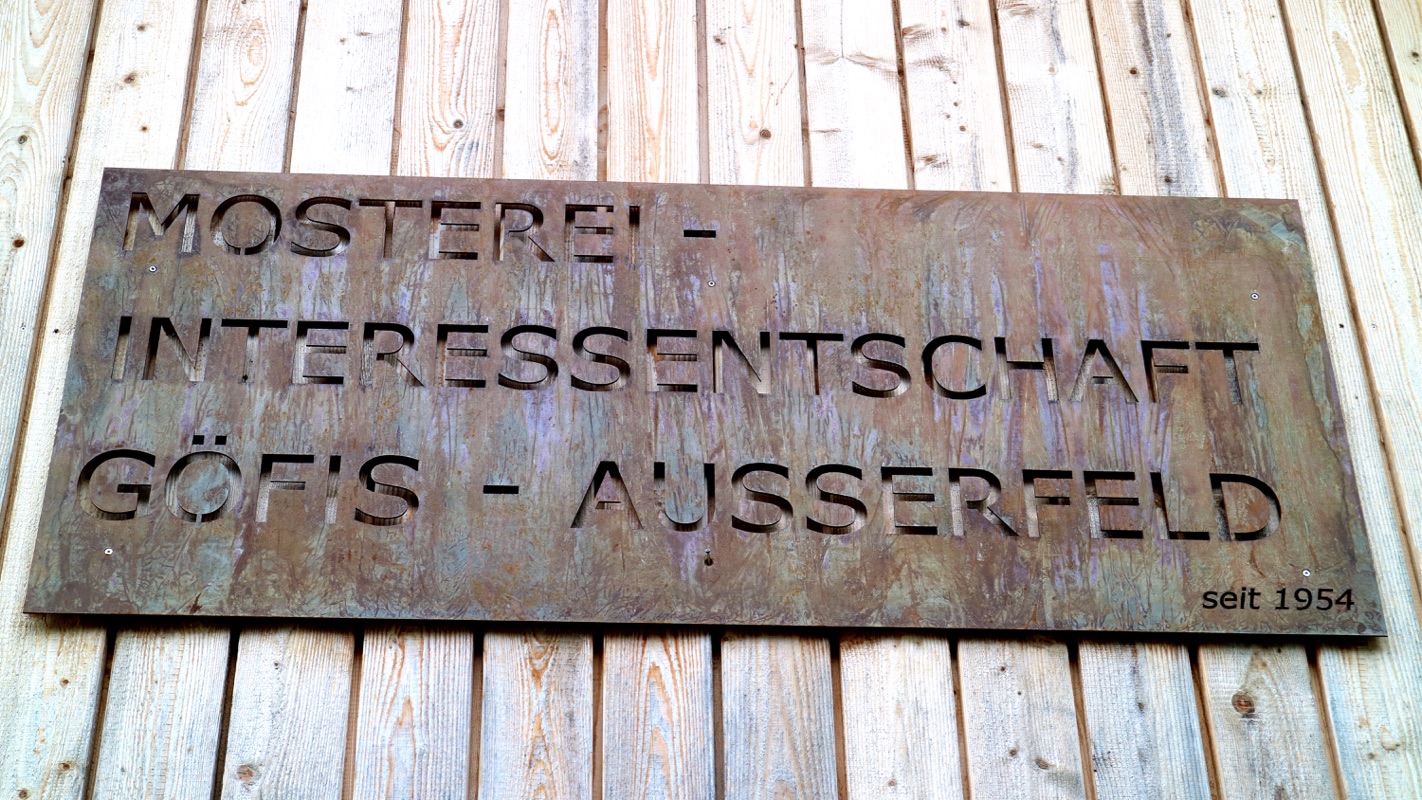 MOSTEREI -
INTERESSENTSCHAFT
GÖFIS - AUSSERFELD
seit 1954